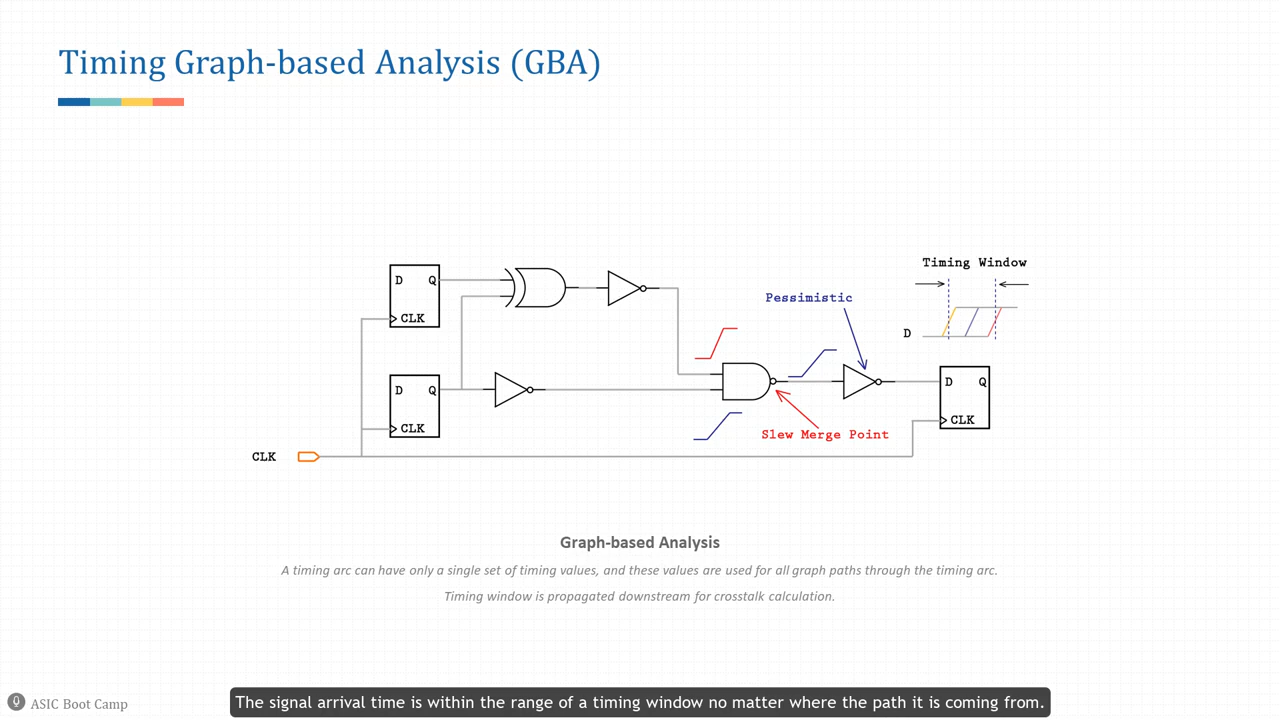 Timing Graph-based Analysis (GBA)
Timing Window
D Q
Pessimistic
CLK
D
D Q
D Q
CLK
D Q
CLK
Slew Merge Point
CLK
CLK
Graph-based Analysis
A timing arc can have only a single set of timing values, and these values are used for all graph paths through the timing arc.
Timing window is propagated downstream for crosstalk calculation.
The signal arrival time is within the range of a timing window no matter where the path it is coming from.
ASIC Boot Camp